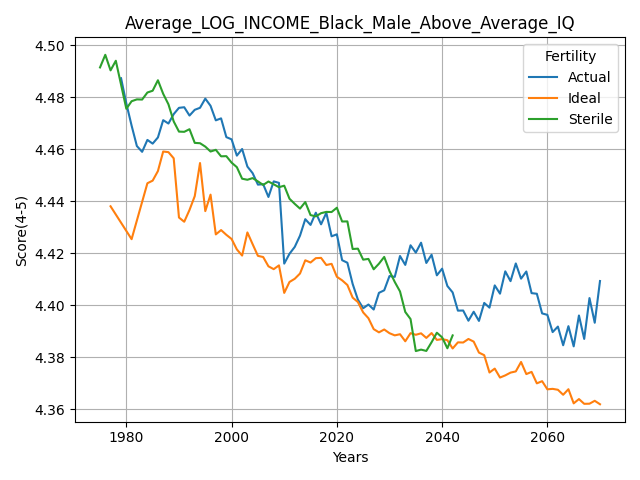 Average_LOG_INCOME_Black_Male_Above_Average_IQ
Fertility
Actual
Ideal
Sterile
Score(4-5)
4.50
4.48
4.46
4.44
4.42
4.40
4.38
4.36
1980 2000 2020 2040 2060
Years